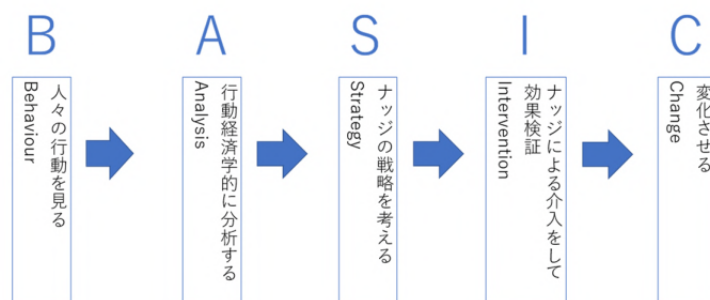 B
A
S
I
C
人々の行動を見る
Behaviour
行動経済学的に分析する
Analysis
ナッジの戦略を考える
Strategy
ナッジによる介入をして
効果検証
Intervention
変化させる
Change